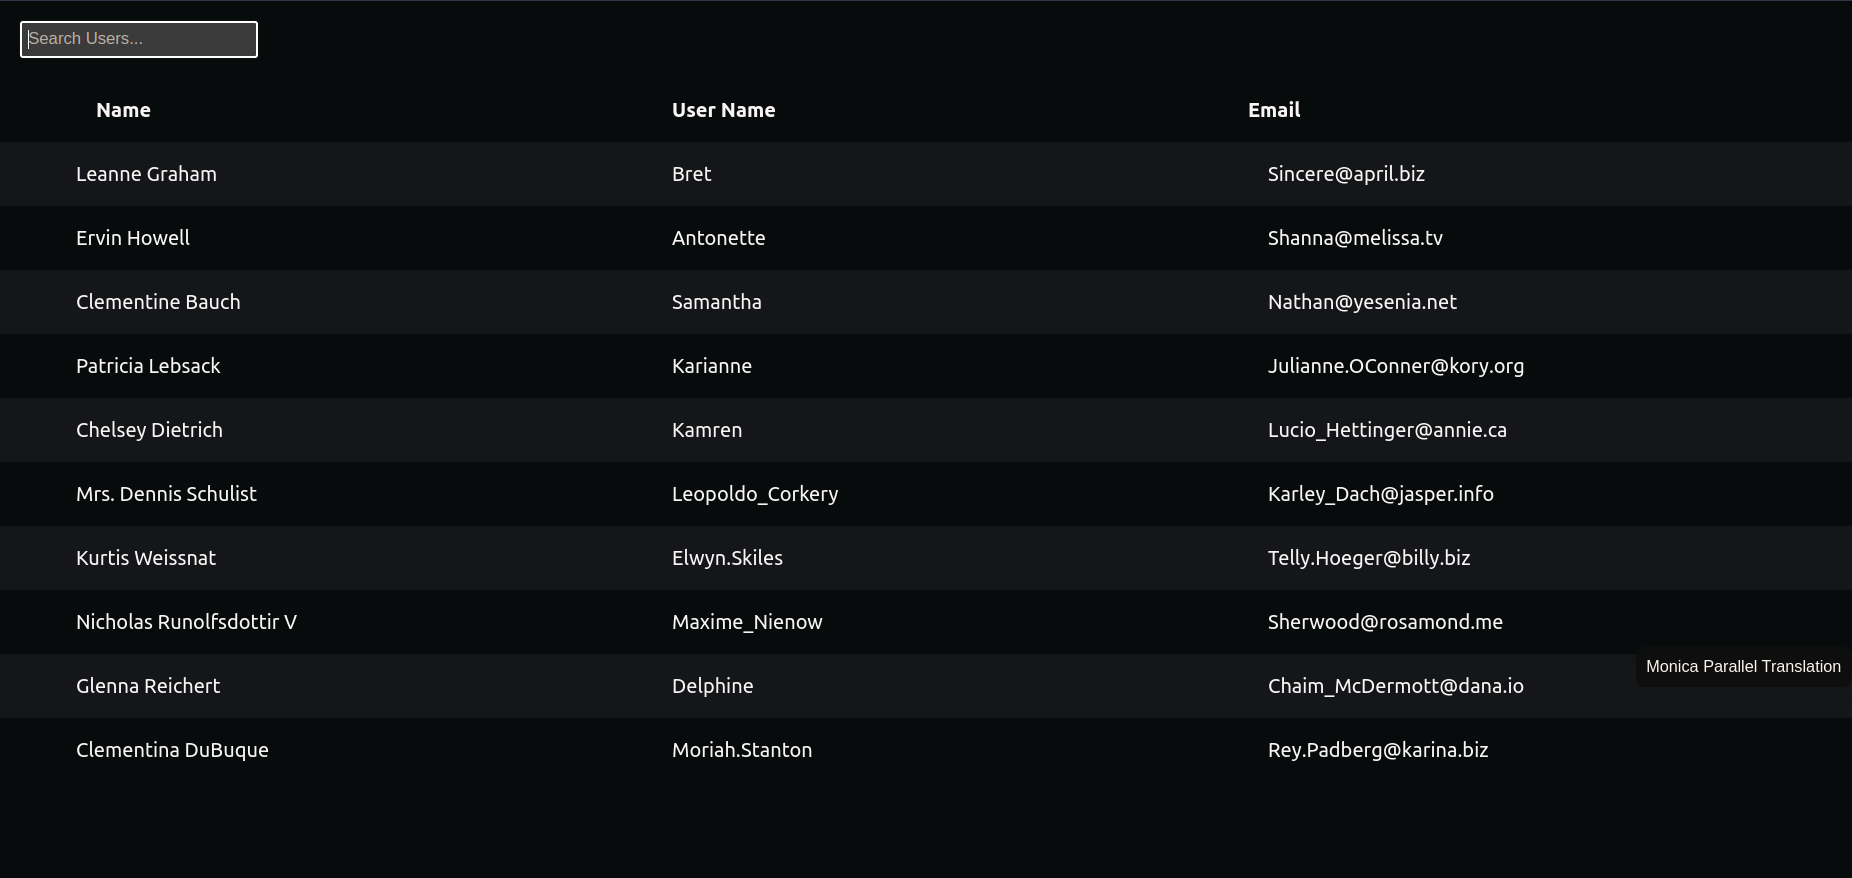 Search Users...
Name User Name Email
Leanne Graham Bret Sincere@april.biz
Ervin Howell Antonette Shanna@melissa.tv
Clementine Bauch Samantha Nathan@yesenia.net
Patricia Lebsack Karianne Julianne.OConner@kory.org
Chelsey Dietrich Kamren Lucio_Hettinger@annie.ca
Mrs. Dennis Schulist Leopoldo_Corkery Karley_Dach@jasper.info
Kurtis Weissnat Elwyn.Skiles Telly.Hoeger@billy.biz
Nicholas Runolfsdottir V Maxime_Nienow Sherwood@rosamond.me
Monica Parallel Translation
Glenna Reichert Delphine Chaim_McDermott@dana.io
Clementina DuBuque Moriah.Stanton Rey.Padberg@karina.biz